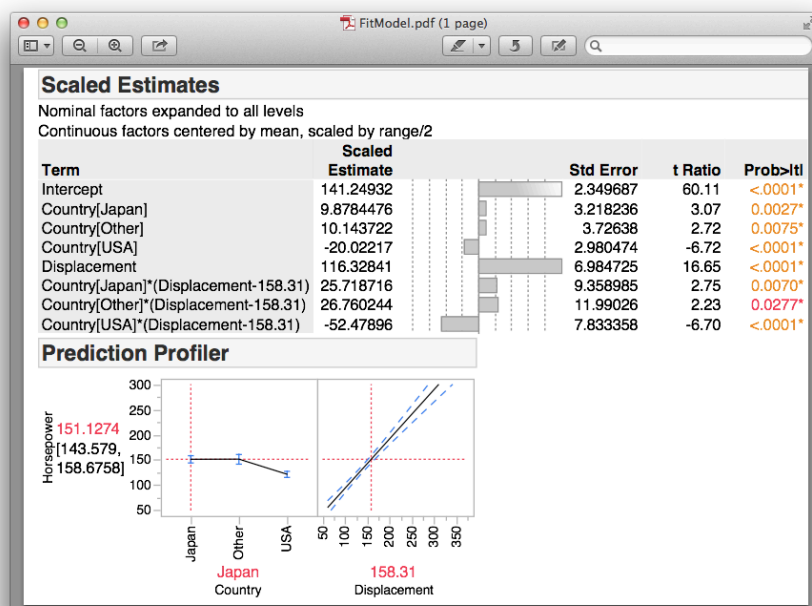 FitModel.pdf (1 page)
Scaled Estimates
Nominal factors expanded to all levels
Continuous factors centered by mean, scaled by range/2
Term Scaled Estimate Std Error t Ratio Prob>|t|
Intercept 141.24932 2.349687 60.11 <.0001*
Country[Japan] 9.8784476 3.218236 3.07 0.0027*
Country[Other] 10.143722 3.72638 2.72 0.0075*
Country[USA] -20.02217 2.980474 -6.72 <.0001*
Displacement 116.32841 6.984725 16.65 <.0001*
Country[Japan]*(Displacement-158.31) 25.718716 9.358985 2.75 0.0070*
Country[Other]*(Displacement-158.31) 26.760244 11.99026 2.23 0.0277*
Country[USA]*(Displacement-158.31) -52.47896 7.833358 -6.70 <.0001*
Prediction Profiler
Horsepower
151.1274
[143.579,
158.6758]
300
250
200
150
100
50
Japan Other USA
50 100 150 200 250 300 350
Japan 158.31
Country Displacement